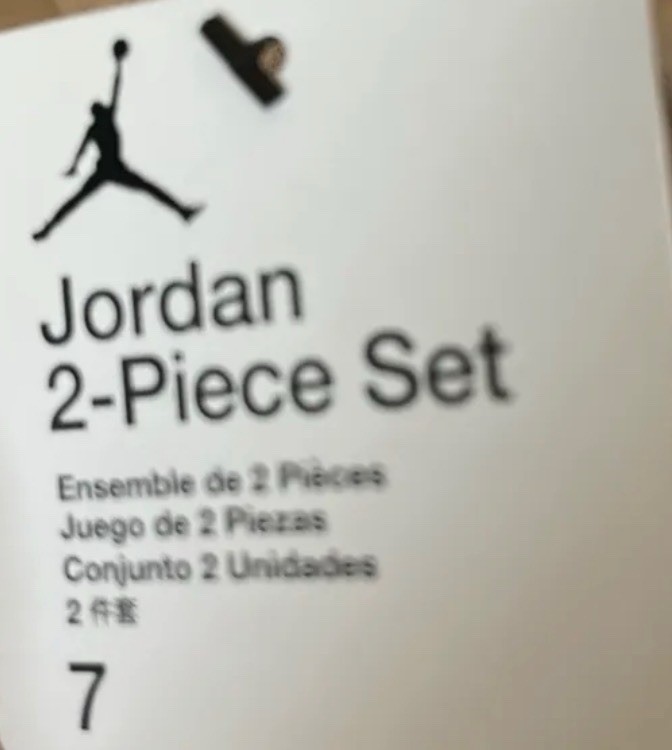 Jordan
2-Piece Set
Ensemble de 2 Pièces
Juego de 2 Piezas
Conjunto 2 Unidades
2 件套
7